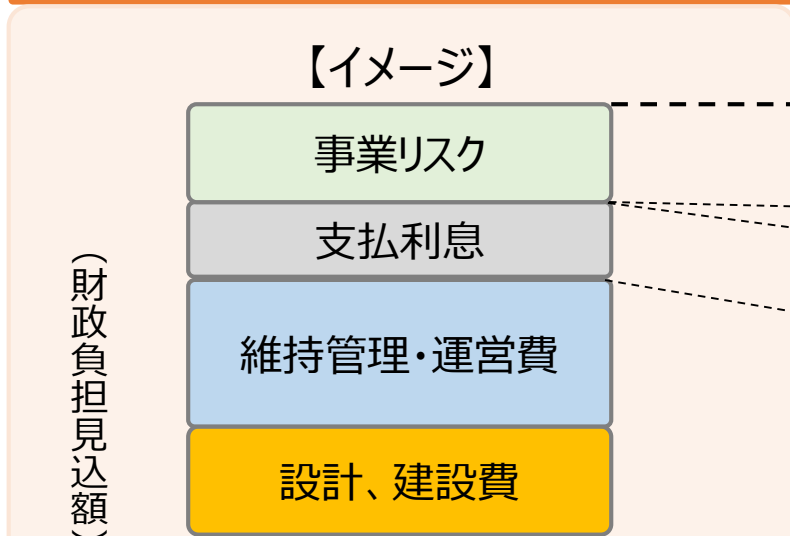 【イメージ】
事業リスク
支払利息
維持管理・運営費
設計、建設費
（財政負担見込額）